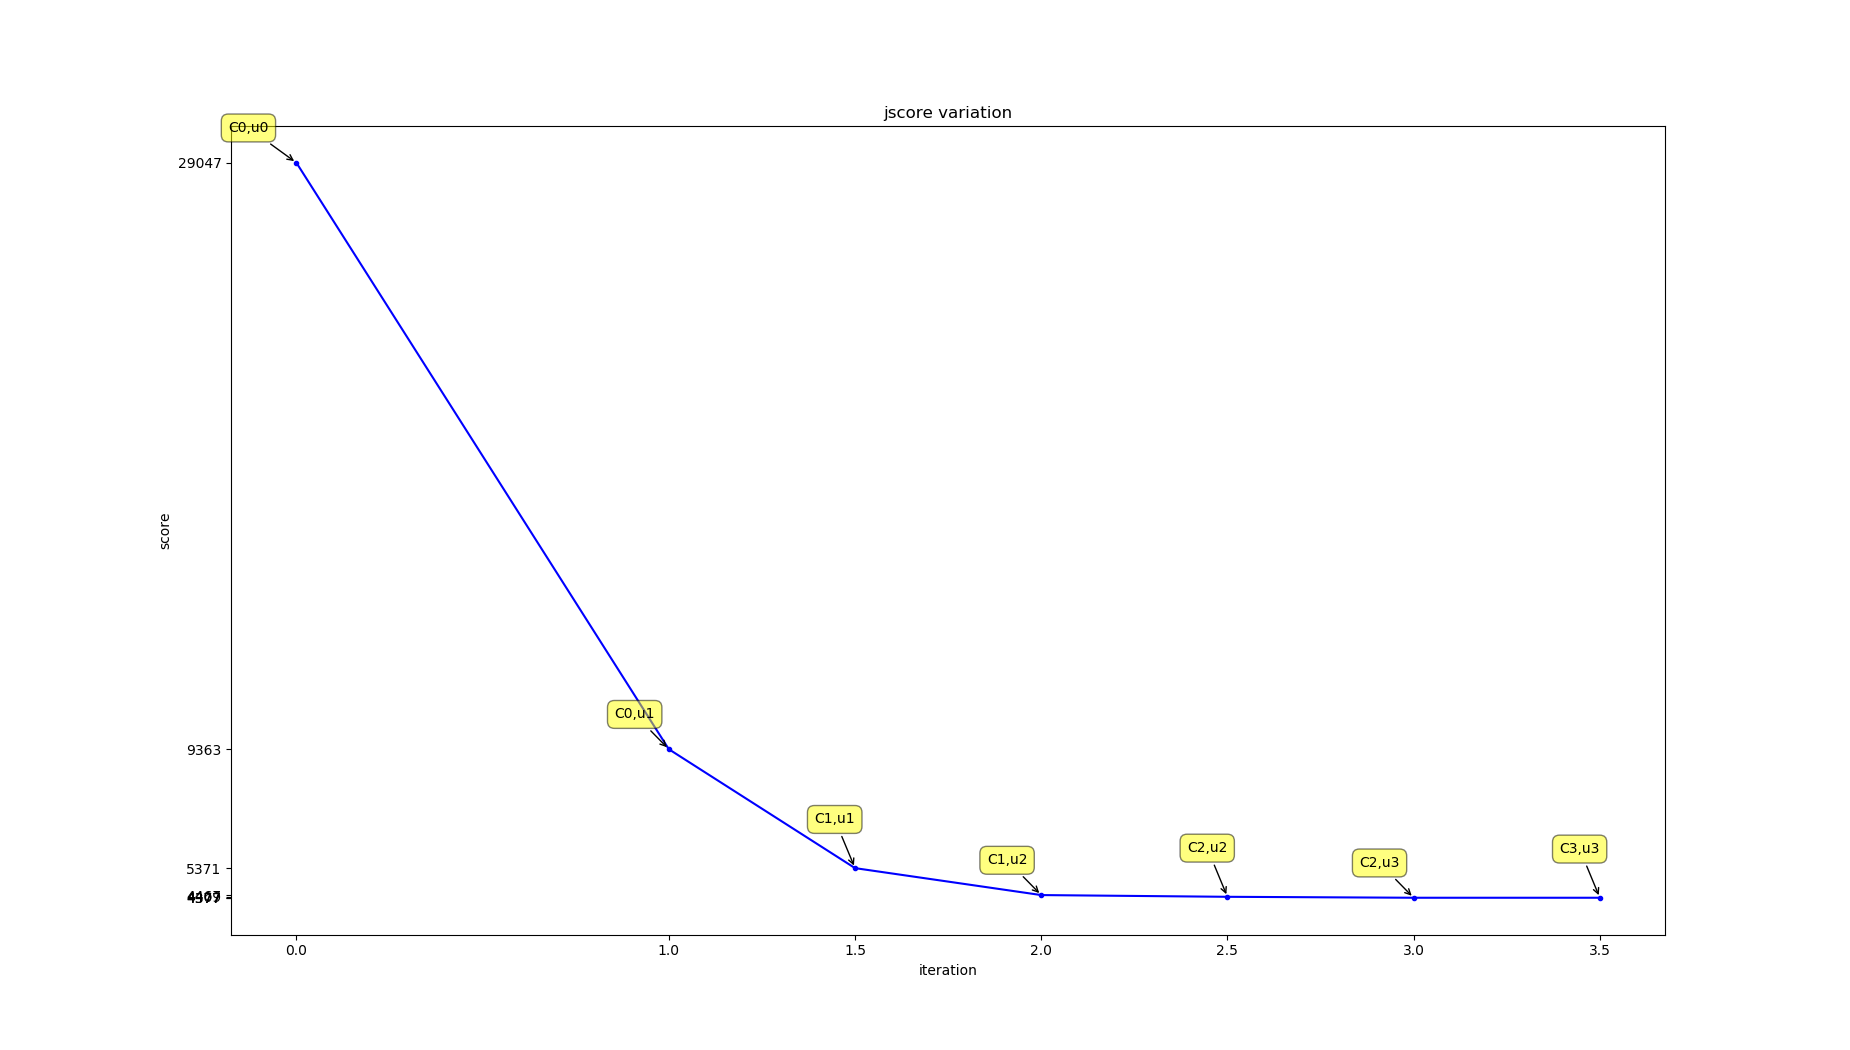 jscore variation
C0,u0
29047
score
C0,u1
9363
C1,u1
C1,u2
C2,u2
C2,u3
C3,u3
5371
0.0 1.0 1.5 2.0 2.5 3.0 3.5
iteration